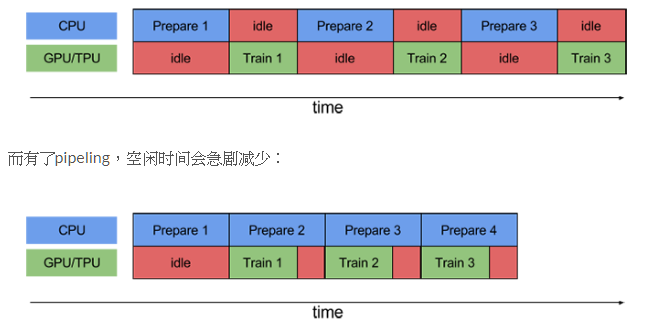 CPU Prepare 1 idle Prepare 2 idle Prepare 3 idle
GPU/TPU idle Train 1 idle Train 2 idle Train 3
time
而有了pipeling，空闲时间会急剧减少：
CPU Prepare 1 Prepare 2 Prepare 3 Prepare 4
GPU/TPU idle Train 1 Train 2 Train 3
time